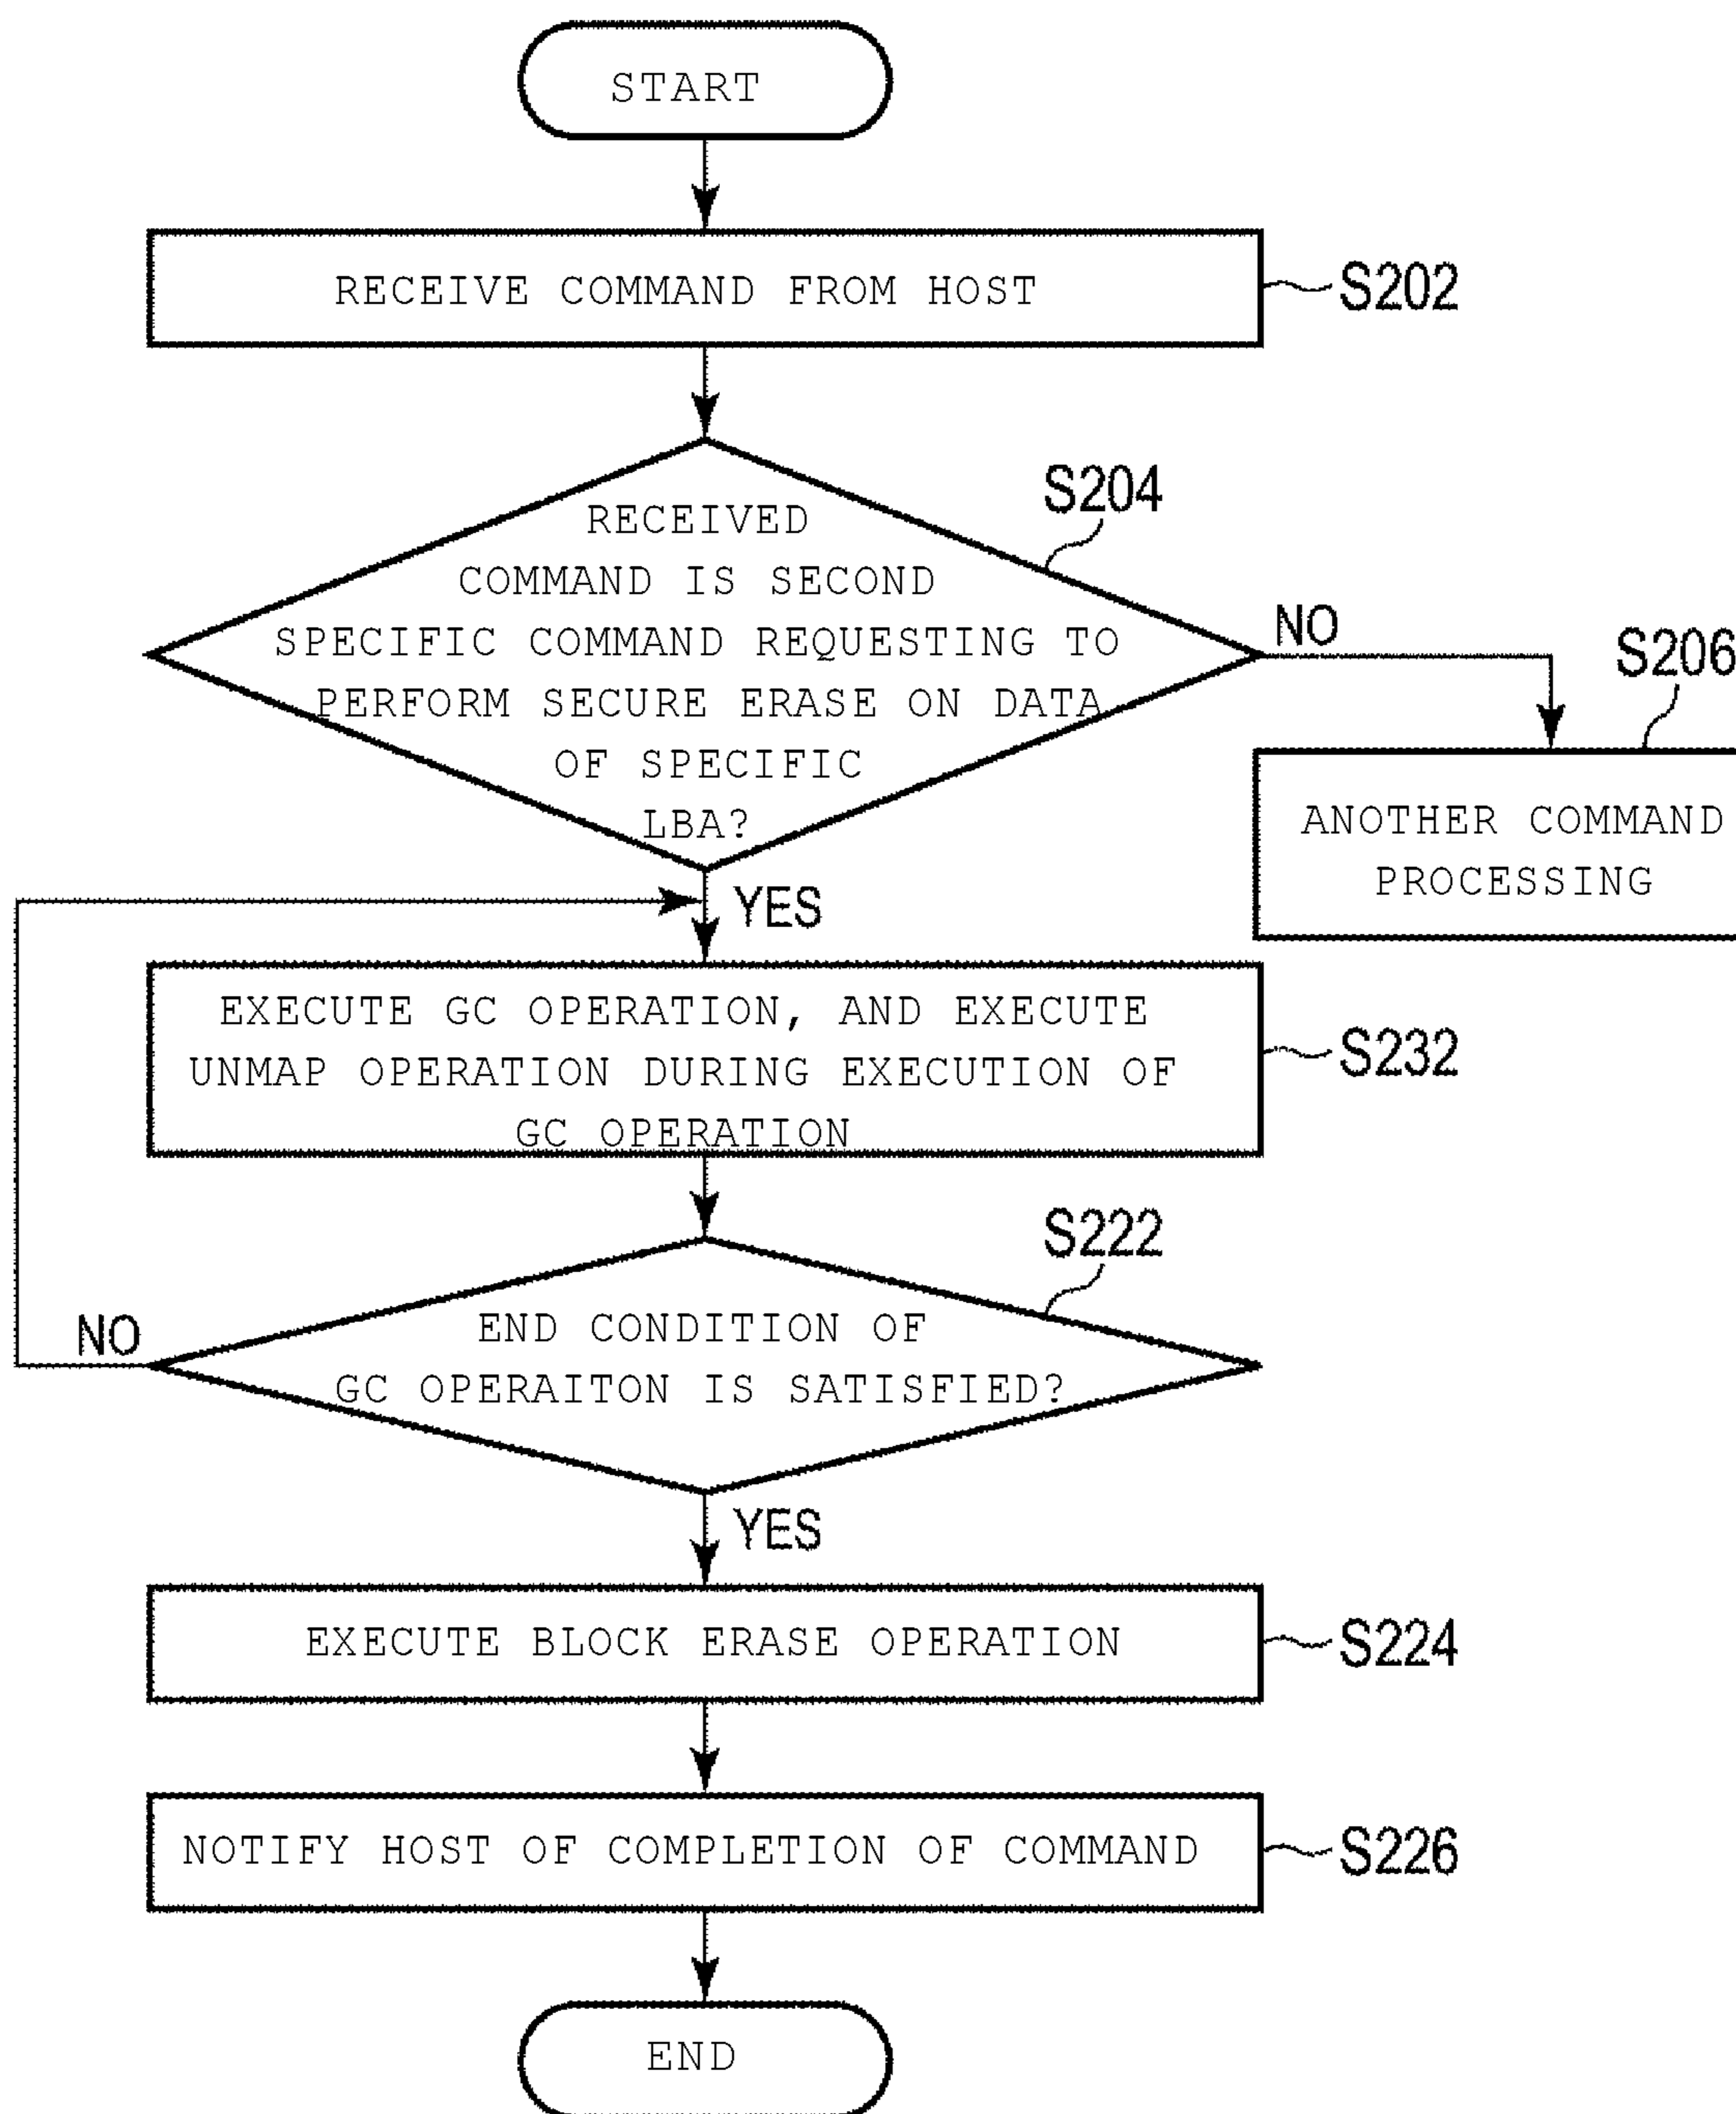 START
RECEIVE COMMAND FROM HOST
S202
S204
RECEIVED
COMMAND IS SECOND
SPECIFIC COMMAND REQUESTING TO
PERFORM SECURE ERASE ON DATA
OF SPECIFIC
LBA?
NO
S206
ANOTHER COMMAND
PROCESSING
YES
EXECUTE GC OPERATION, AND EXECUTE
UNMAP OPERATION DURING EXECUTION OF
GC OPERATION
S232
S222
END CONDITION OF
GC OPERAITON IS SATISFIED?
NO
YES
EXECUTE BLOCK ERASE OPERATION
S224
NOTIFY HOST OF COMPLETION OF COMMAND
S226
END